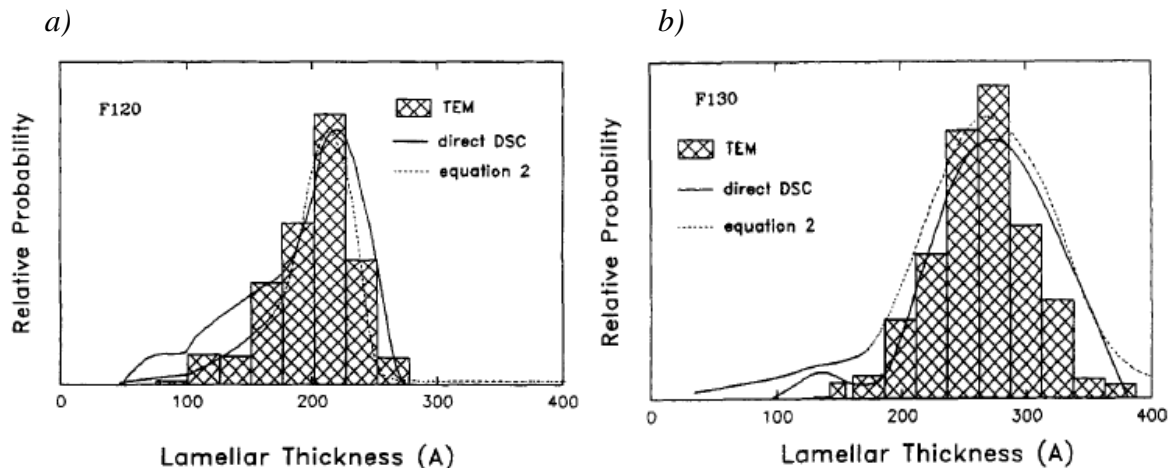 a)
F120
TEM
direct DSC
equation 2
Relative Probability
0 100 200 300 400
Lamellar Thickness (A)
b)
F130
TEM
direct DSC
equation 2
Relative Probability
0 100 200 300 400
Lamellar Thickness (A)